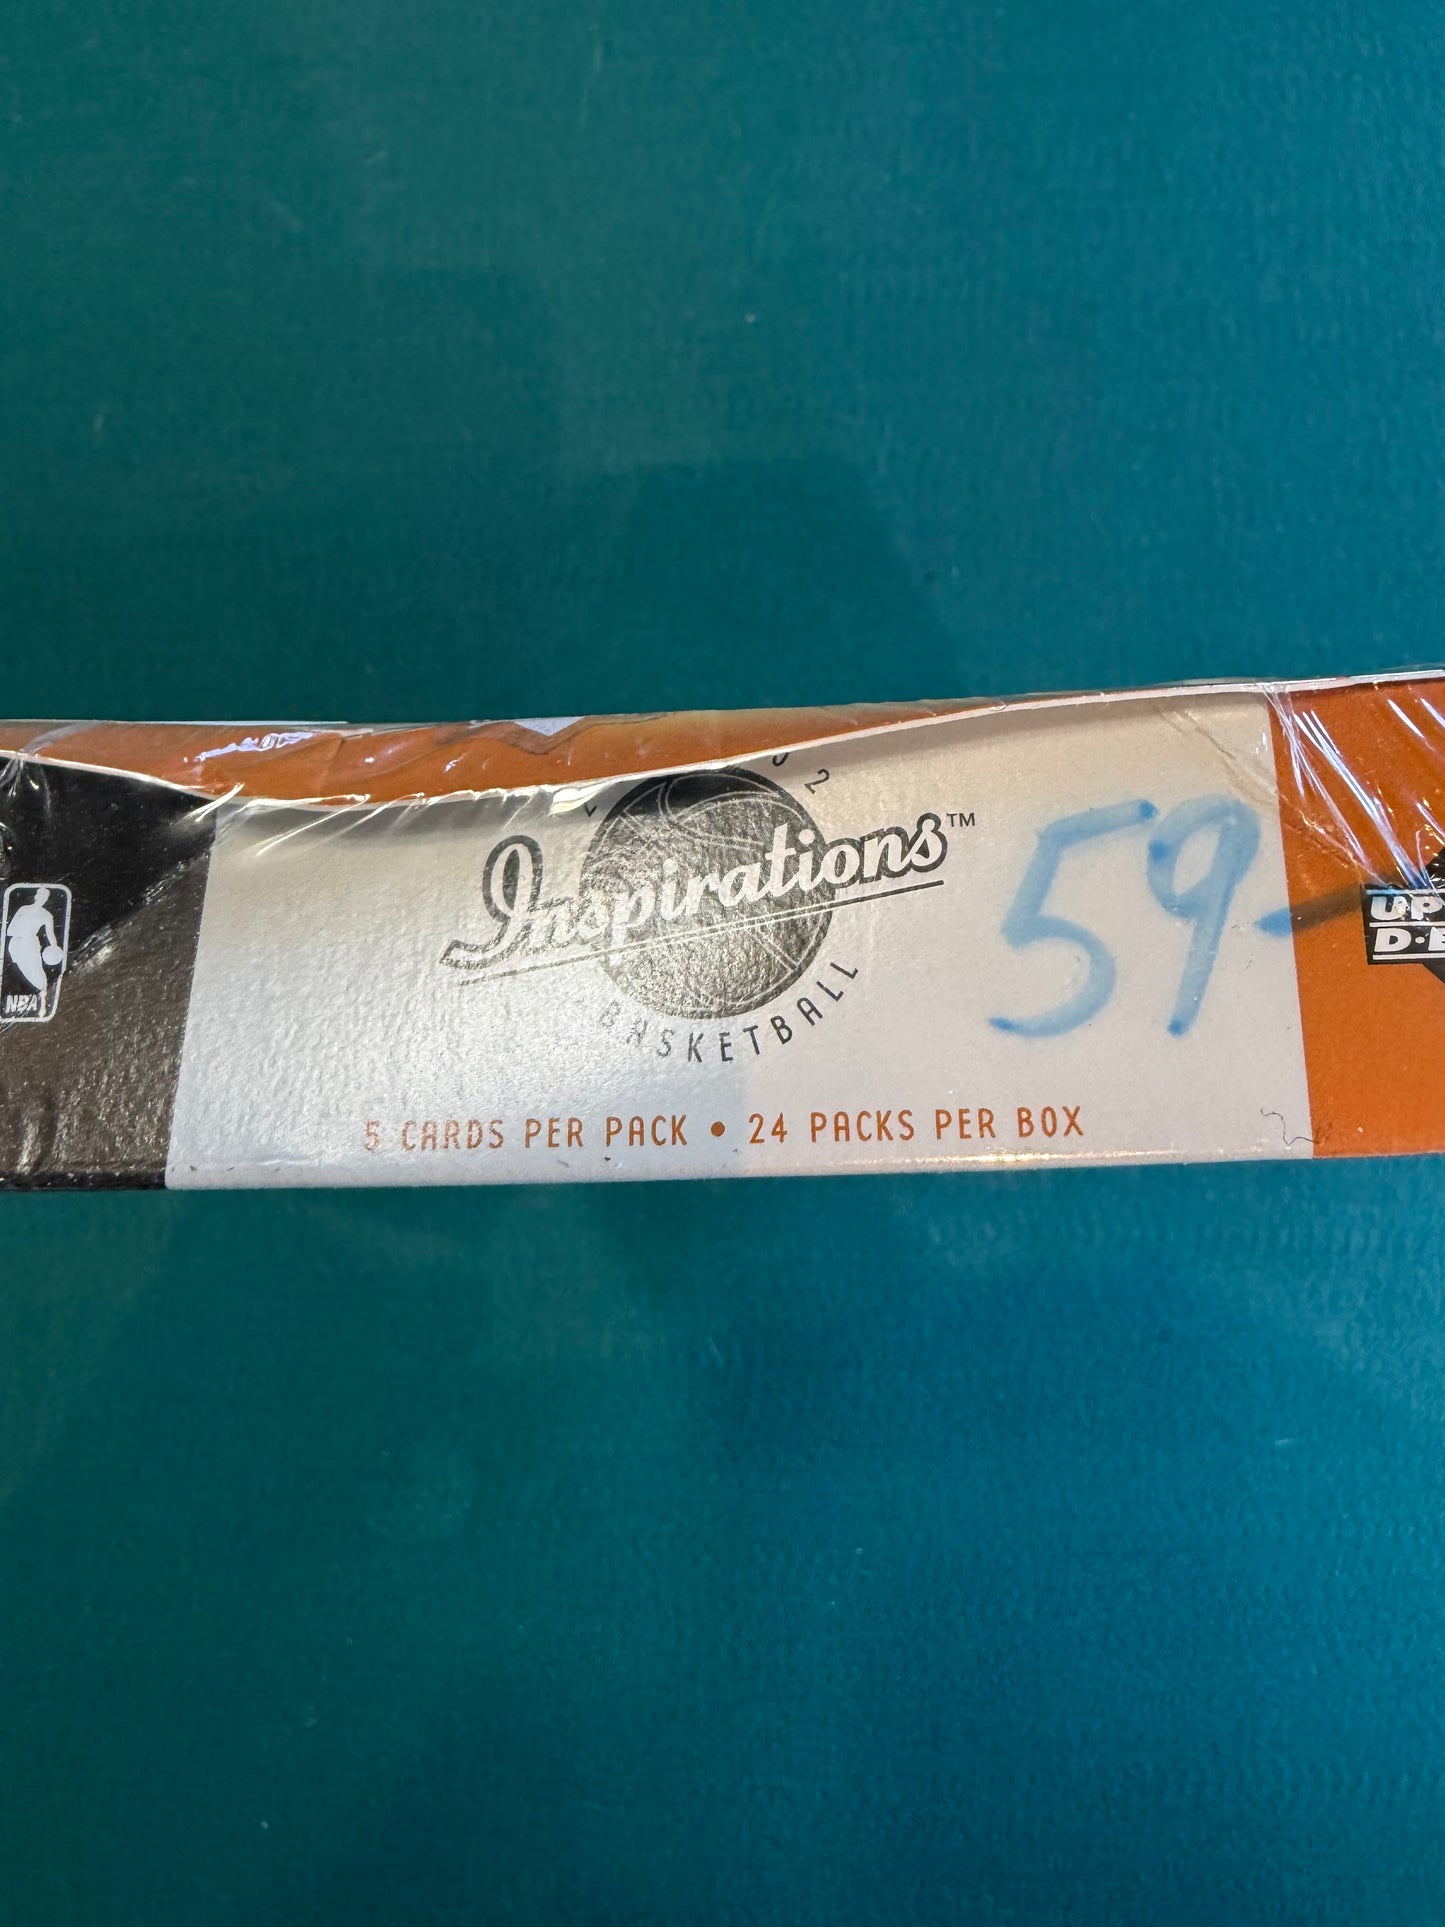 Inspirations™
BASKETBALL
59-
NBA
5 CARDS PER PACK • 24 PACKS PER BOX